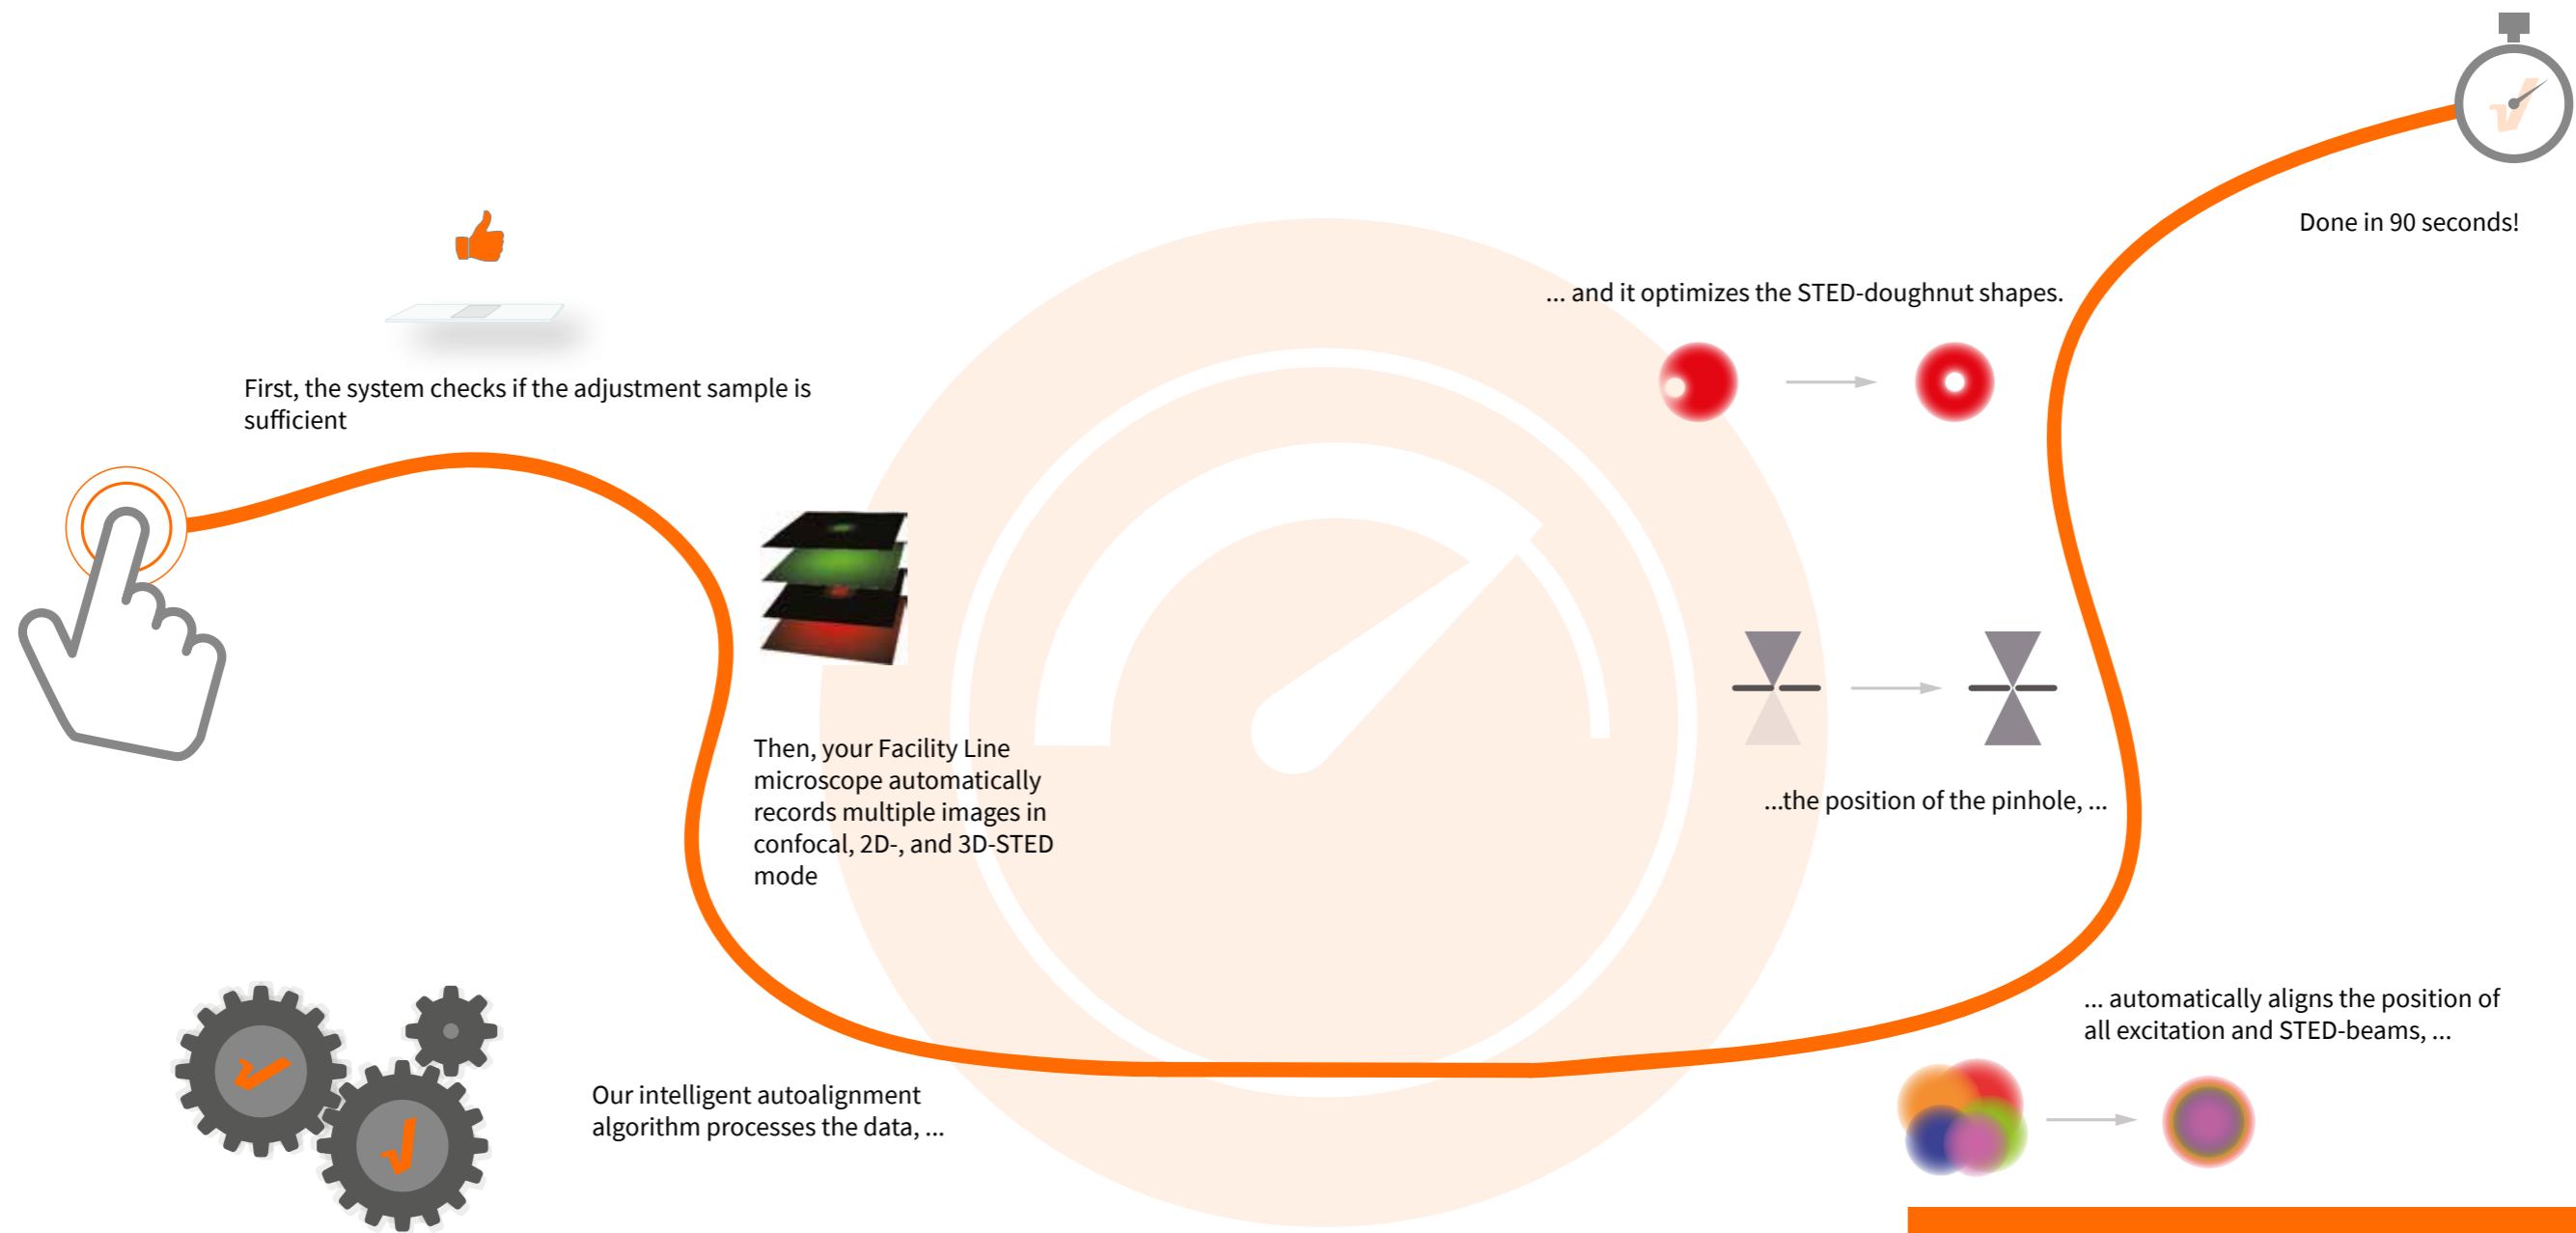 First, the system checks if the adjustment sample is
sufficient
Then, your Facility Line
microscope automatically
records multiple images in
confocal, 2D-, and 3D-STED
mode
Our intelligent autoalignment
algorithm processes the data, ...
... automatically aligns the position of
all excitation and STED-beams, ...
...the position of the pinhole, ...
... and it optimizes the STED-doughnut shapes.
Done in 90 seconds!